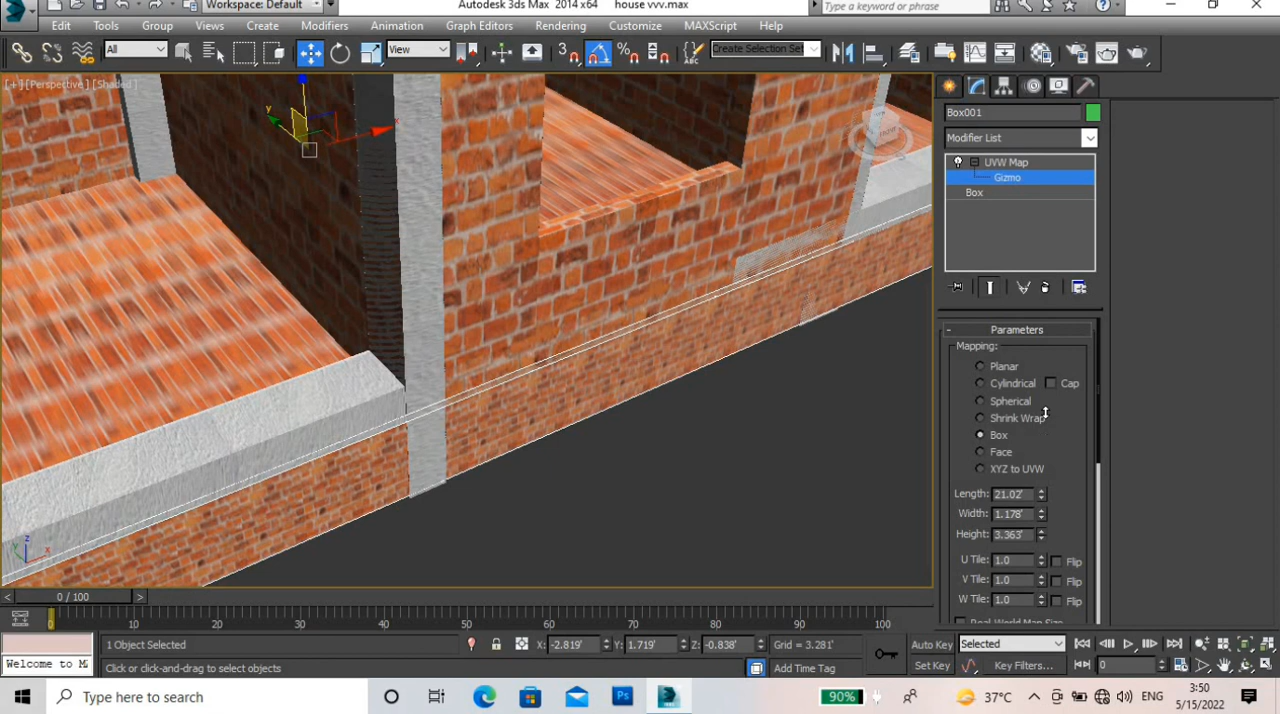 Workspace: Default
Autodesk 3ds Max 2014 x64 house vvv.max
Type a keyword or phrase
Edit Tools Group Views Create Modifiers Animation Graph Editors Rendering Customize MAXScript Help
All
View
3
Create Selection Set
[+] [Perspective] [Shaded]
x
y
Box001
Modifier List
UVW Map
Gizmo
Box
- Parameters
Mapping:
Planar
Cylindrical Cap
Spherical
Shrink Wrap
Box
Face
XYZ to UVW
Length: 21.02'
Width: 1.178'
Height: 3.363'
U Tile: 1.0 Flip
V Tile: 1.0 Flip
W Tile: 1.0 Flip
Real-World Map Size
z
x
< 0 / 100 >
0 10 20 30 40 50 60 70 80 90 100
1 Object Selected X: -2.819' Y: 1.719' Z: -0.838' Grid = 3.281' Auto Key Selected
Welcome to M Click or click-and-drag to select objects Add Time Tag Set Key Key Filters... 0
Type here to search 90% 37°C ENG
3:50
5/15/2022